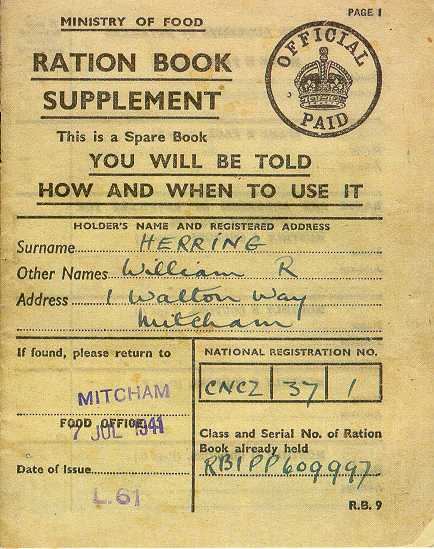 MINISTRY OF FOOD
PAGE 1
RATION BOOK
SUPPLEMENT
OFFICIAL
PAID
This is a Spare Book
YOU WILL BE TOLD
HOW AND WHEN TO USE IT
HOLDER'S NAME AND REGISTERED ADDRESS
Surname HERRING
Other Names William R
Address 1 Walton Way
Mitcham
If found, please return to
MITCHAM
FOOD OFFICE
7 JUL 1941
Date of Issue
L.61
NATIONAL REGISTRATION NO.
CNCZ 37 1
Class and Serial No. of Ration
Book already held
RB1PP609997
R.B. 9